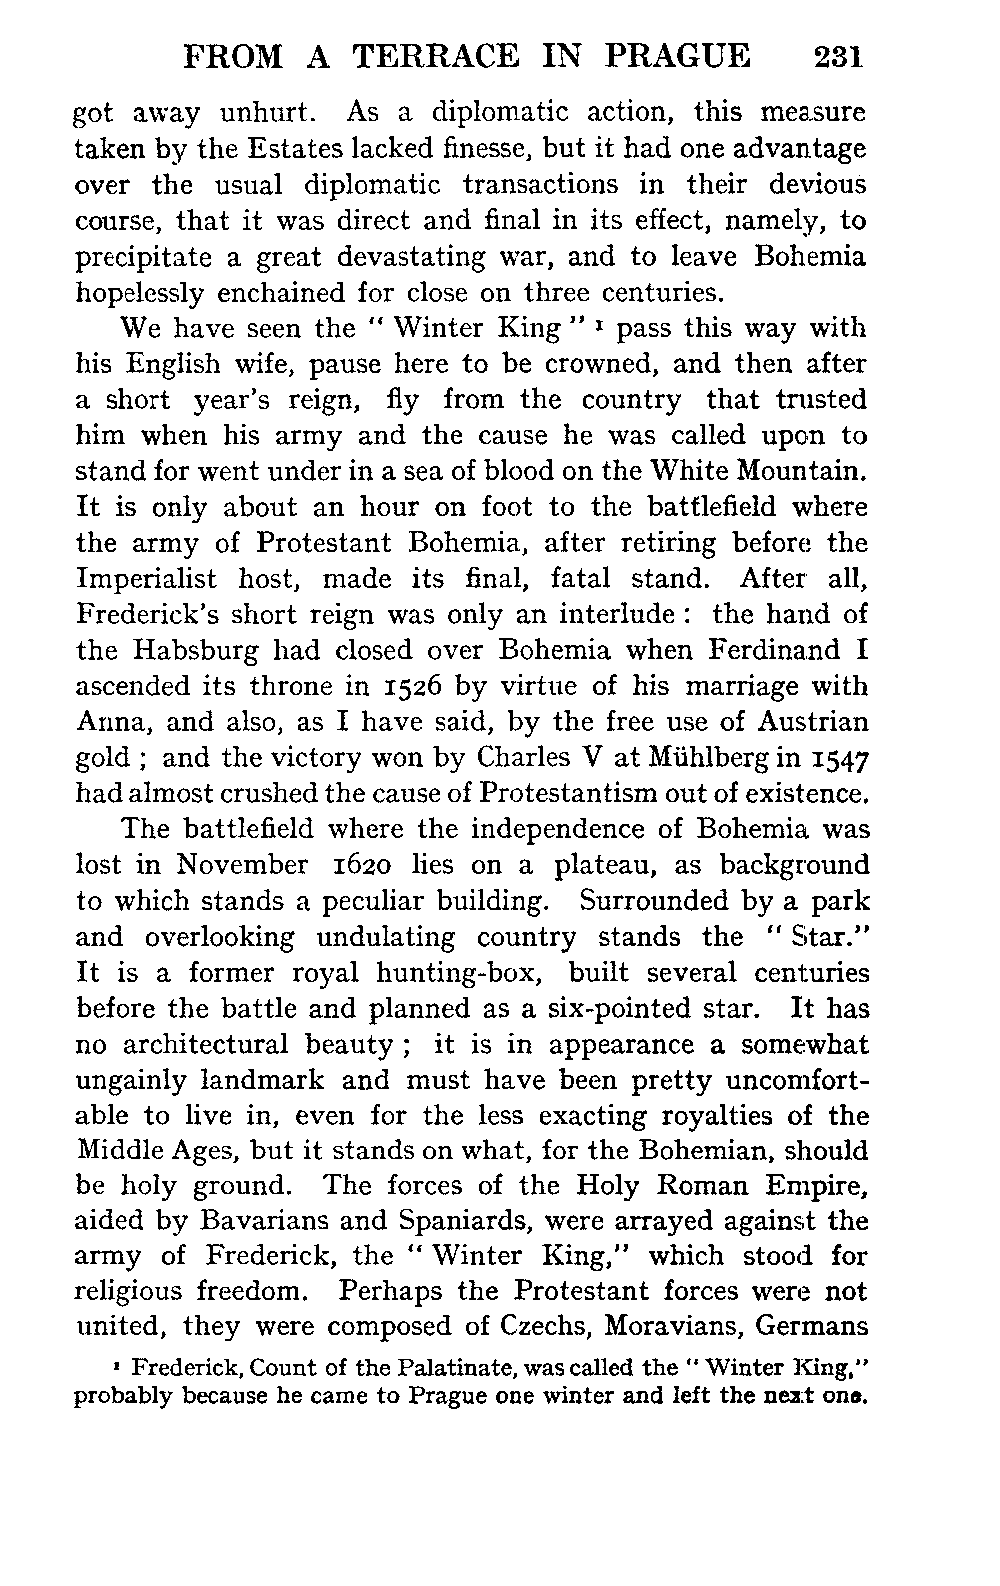 FROM A TERRACE IN PRAGUE 231
got away unhurt. As a diplomatic action, this measure
taken by the Estates lacked finesse, but it had one advantage
over the usual diplomatic transactions in their devious
course, that it was direct and final in its effect, namely, to
precipitate a great devastating war, and to leave Bohemia
hopelessly enchained for close on three centuries.
We have seen the “ Winter King ” ¹ pass this way with
his English wife, pause here to be crowned, and then after
a short year's reign, fly from the country that trusted
him when his army and the cause he was called upon to
stand for went under in a sea of blood on the White Mountain.
It is only about an hour on foot to the battlefield where
the army of Protestant Bohemia, after retiring before the
Imperialist host, made its final, fatal stand. After all,
Frederick's short reign was only an interlude : the hand of
the Habsburg had closed over Bohemia when Ferdinand I
ascended its throne in 1526 by virtue of his marriage with
Anna, and also, as I have said, by the free use of Austrian
gold ; and the victory won by Charles V at Mühlberg in 1547
had almost crushed the cause of Protestantism out of existence.
The battlefield where the independence of Bohemia was
lost in November 1620 lies on a plateau, as background
to which stands a peculiar building. Surrounded by a park
and overlooking undulating country stands the “ Star.”
It is a former royal hunting-box, built several centuries
before the battle and planned as a six-pointed star. It has
no architectural beauty ; it is in appearance a somewhat
ungainly landmark and must have been pretty uncomfort-
able to live in, even for the less exacting royalties of the
Middle Ages, but it stands on what, for the Bohemian, should
be holy ground. The forces of the Holy Roman Empire,
aided by Bavarians and Spaniards, were arrayed against the
army of Frederick, the “ Winter King,” which stood for
religious freedom. Perhaps the Protestant forces were not
united, they were composed of Czechs, Moravians, Germans
¹ Frederick, Count of the Palatinate, was called the “ Winter King,”
probably because he came to Prague one winter and left the next one.